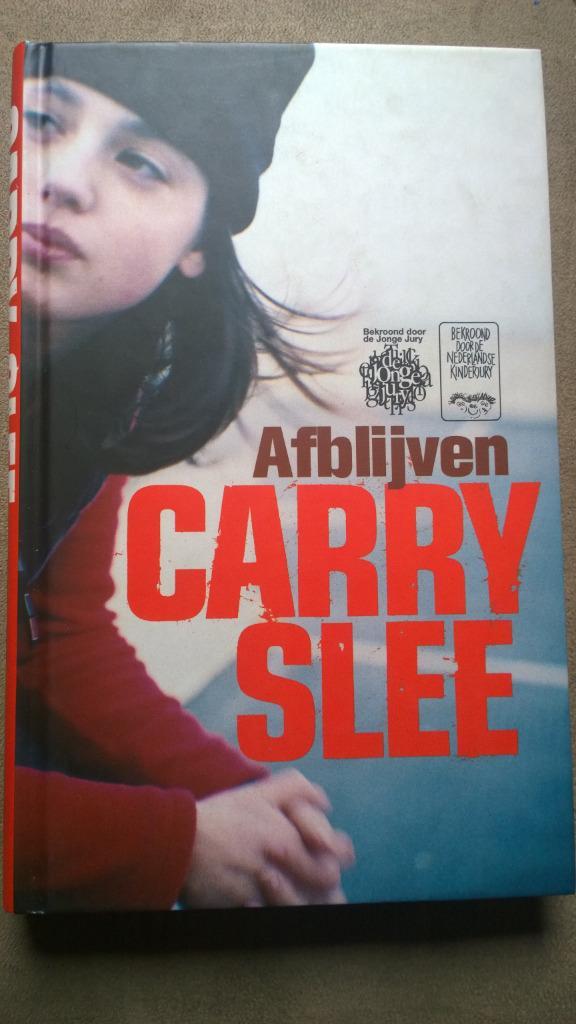 Bekroond door
de Jonge Jury
BEKROOND
DOOR DE
NEDERLANDSE
KINDERJURY
Afblijven
CARRY
SLEE